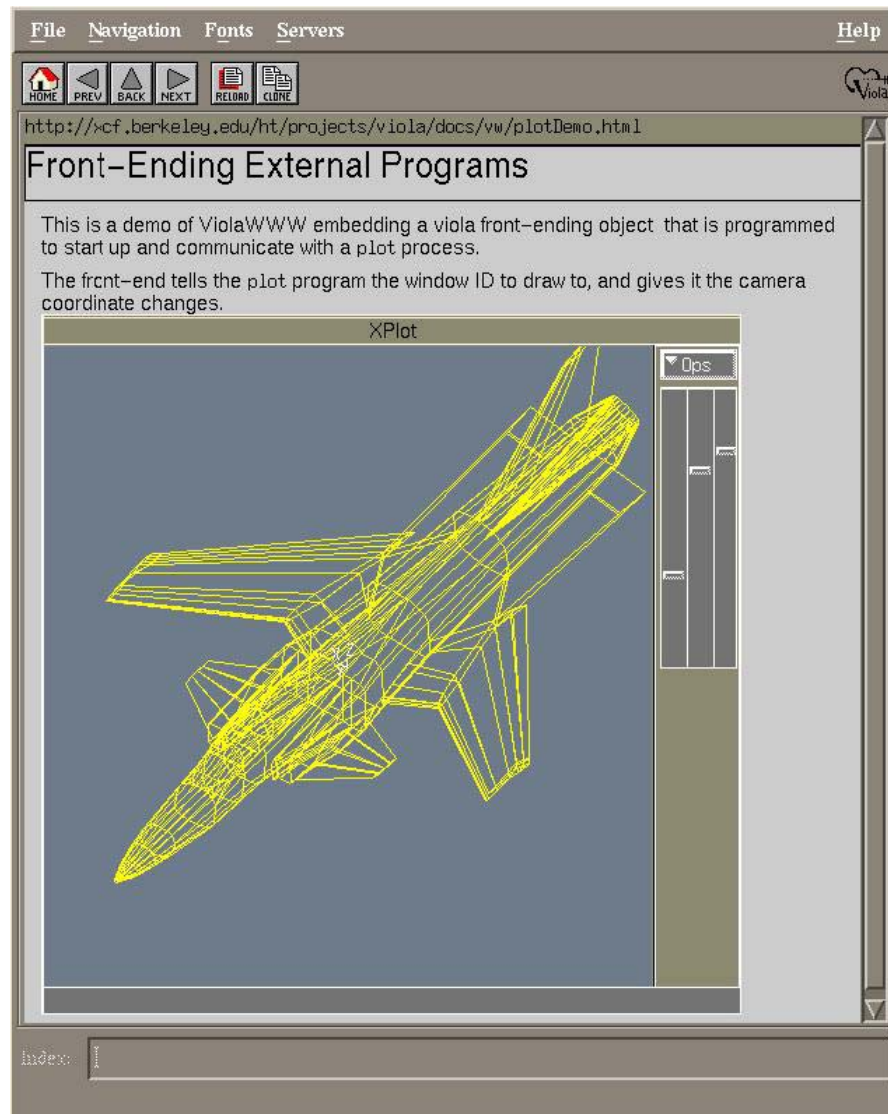 File Navigation Fonts Servers Help
HOME PREV BACK NEXT RELOAD CLONE
Viola
http://xcf.berkeley.edu/ht/projects/viola/docs/vw/plotDemo.html
Front-Ending External Programs
This is a demo of ViolaWWW embedding a viola front-ending object that is programmed
to start up and communicate with a plot process.
The front-end tells the plot program the window ID to draw to, and gives it the camera
coordinate changes.
XPlot
Ops
Z
Index: